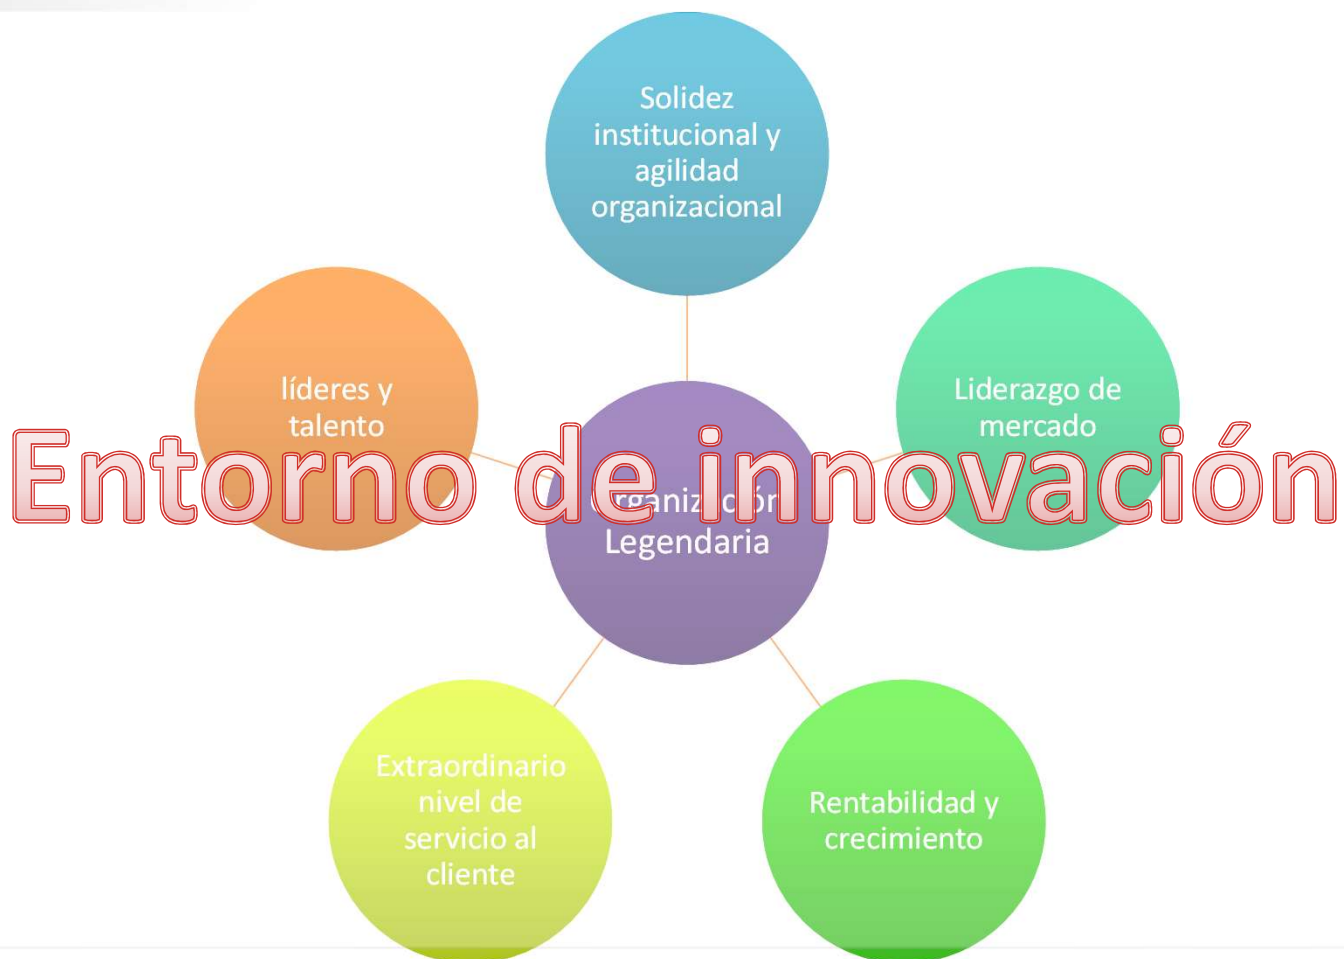 Solidez
institucional y
agilidad
organizacional
líderes y
talento
Liderazgo de
mercado
Entorno de innovación
Organización
Legendaria
Extraordinario
nivel de
servicio al
cliente
Rentabilidad y
crecimiento